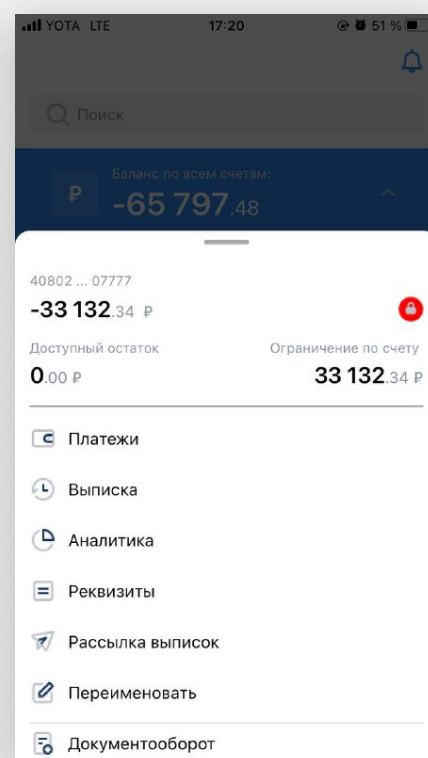 YOTA LTE 17:20 51 %
Поиск
Баланс по всем счетам:
₽ -65 797.48
40802 ... 07777
-33 132.34 ₽
Доступный остаток Ограничение по счету
0.00 ₽ 33 132.34 ₽
Платежи
Выписка
Аналитика
Реквизиты
Рассылка выписок
Переименовать
Документооборот